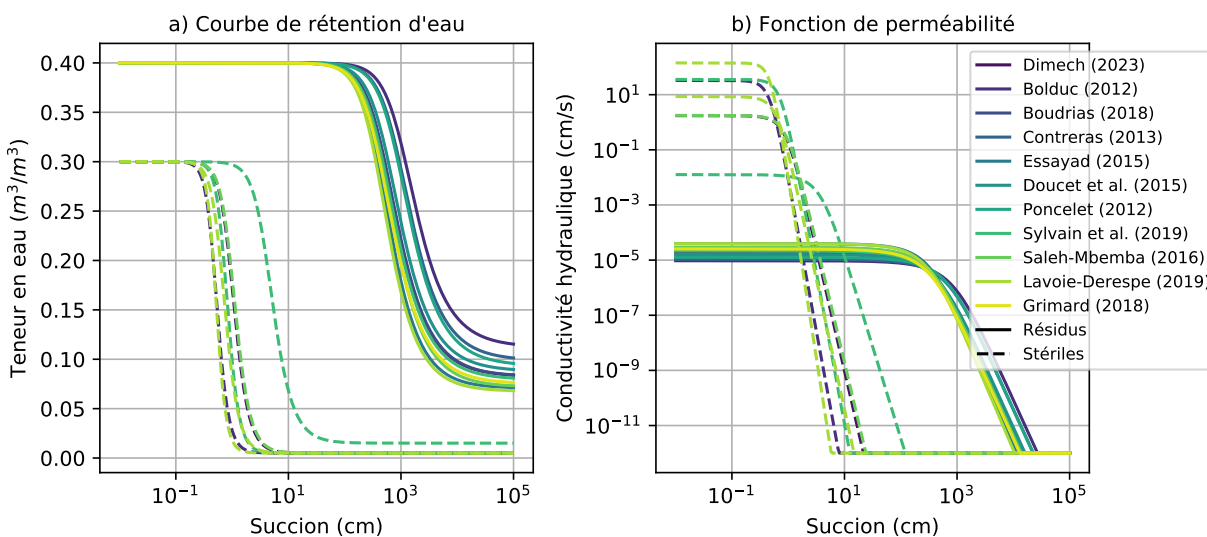 a) Courbe de rétention d'eau
Teneur en eau (m³/m³)
0.40
0.35
0.30
0.25
0.20
0.15
0.10
0.05
0.00
10⁻¹ 10¹ 10³ 10⁵
Succion (cm)
b) Fonction de perméabilité
Conductivité hydraulique (cm/s)
10¹
10⁻¹
10⁻³
10⁻⁵
10⁻⁷
10⁻⁹
10⁻¹¹
10⁻¹ 10¹ 10³ 10⁵
Succion (cm)
Dimech (2023)
Bolduc (2012)
Boudrias (2018)
Contreras (2013)
Essayad (2015)
Doucet et al. (2015)
Poncelet (2012)
Sylvain et al. (2019)
Saleh-Mbemba (2016)
Lavoie-Derespe (2019)
Grimard (2018)
Résidus
Stériles